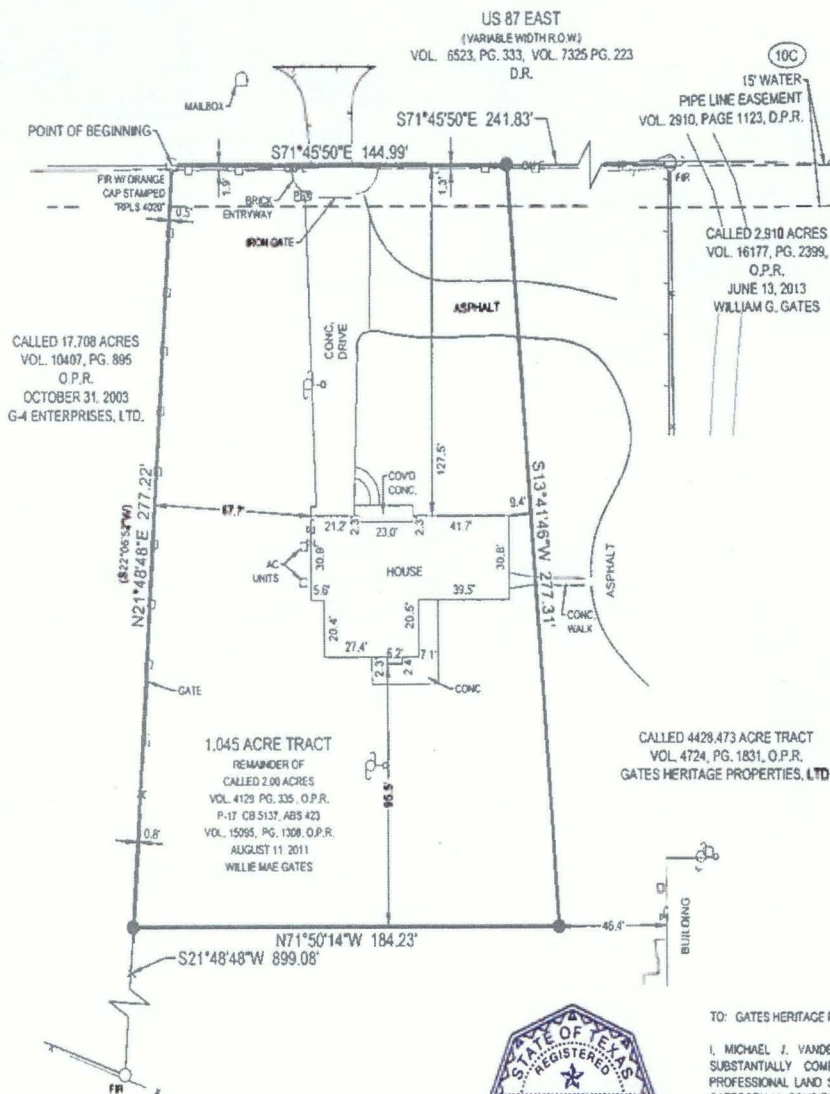 US 87 EAST
(VARIABLE WIDTH R.O.W.)
VOL. 6523, PG. 333, VOL. 7325 PG. 223
D.R.
10C
15' WATER
PIPE LINE EASEMENT
VOL. 2910, PAGE 1123, D.P.R.
MAILBOX
POINT OF BEGINNING
S71°45'50"E 241.83'
S71°45'50"E 144.99'
FIR W/ ORANGE
CAP STAMPED
"RPLS 4020"
1.9'
1.3'
0.5'
BRICK
ENTRYWAY
IRON GATE
FIR
CALLED 2.910 ACRES
VOL. 16177, PG. 2399,
O.P.R.
JUNE 13, 2013
WILLIAM G. GATES
CALLED 17.708 ACRES
VOL. 10407, PG. 895
O.P.R.
OCTOBER 31, 2003
G-4 ENTERPRISES, LTD.
ASPHALT
CONC.
DRIVE
127.5'
N21°48'48"E 277.22'
S13°41'46"W 277.31'
COV'D
CONC.
9.4'
21.2'
2.3'
23.0'
2.3'
41.7'
AC
UNITS
30.8'
HOUSE
30.8'
ASPHALT
5.6'
39.5'
CONC.
WALK
20.4'
20.6'
27.4'
7.1'
2.3'
2.4'
CONC
GATE
1.045 ACRE TRACT
REMAINDER OF
CALLED 2.00 ACRES
VOL. 4129 PG. 335, O.P.R.
P-17 CB 5137, ABS 423
VOL. 15095, PG. 1308, O.P.R.
AUGUST 11, 2011
WILLIE MAE GATES
95.5'
CALLED 4428.473 ACRE TRACT
VOL. 4724, PG. 1831, O.P.R.
GATES HERITAGE PROPERTIES, LTD
0.8'
46.4'
BUILDING
N71°50'14"W 184.23'
S21°48'48"W 899.08'
FIR
STATE OF TEXAS
REGISTERED
TO: GATES HERITAGE
I, MICHAEL J.
SUBSTANTIALLY
PROFESSIONAL LAND